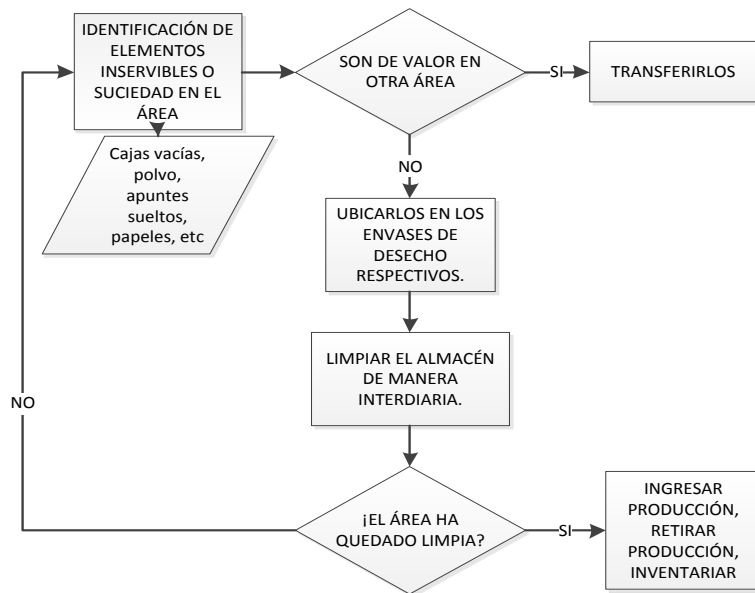 IDENTIFICACIÓN DE
ELEMENTOS
INSERVIBLES O
SUCIEDAD EN EL
ÁREA
SON DE VALOR EN
OTRA ÁREA
SI
TRANSFERIRLOS
Cajas vacías,
polvo,
apuntes
sueltos,
papeles, etc
NO
UBICARLOS EN LOS
ENVASES DE
DESECHO
RESPECTIVOS.
LIMPIAR EL ALMACÉN
DE MANERA
INTERDIARIA.
NO
¡EL ÁREA HA
QUEDADO LIMPIA?
SI
INGRESAR
PRODUCCIÓN,
RETIRAR
PRODUCCIÓN,
INVENTARIAR